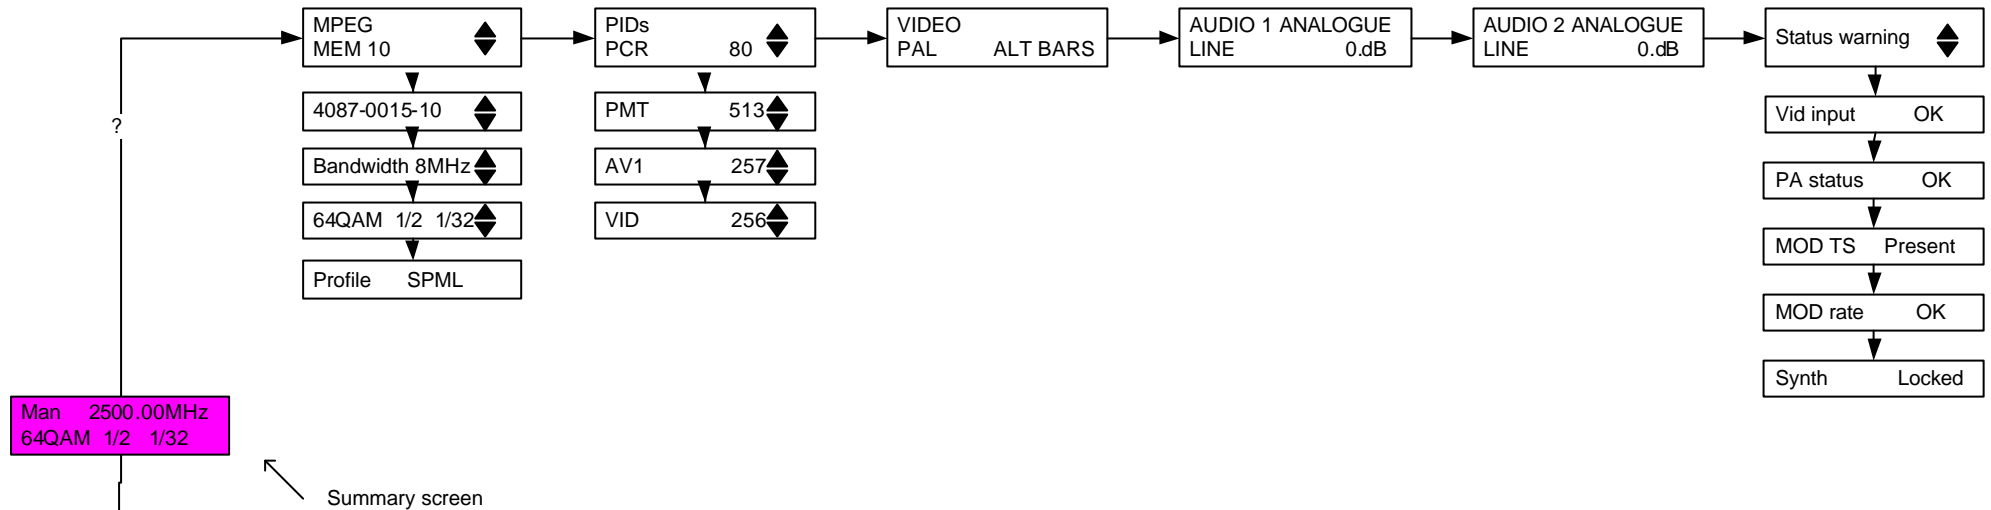 MPEG
MEM 10
PIDs
PCR 80
VIDEO
PAL ALT BARS
AUDIO 1 ANALOGUE
LINE 0.dB
AUDIO 2 ANALOGUE
LINE 0.dB
Status warning
4087-0015-10
PMT 513
Vid input OK
?
Bandwidth 8MHz
AV1 257
PA status OK
64QAM 1/2 1/32
VID 256
MOD TS Present
Profile SPML
MOD rate OK
Synth Locked
Man 2500.00MHz
64QAM 1/2 1/32
Summary screen